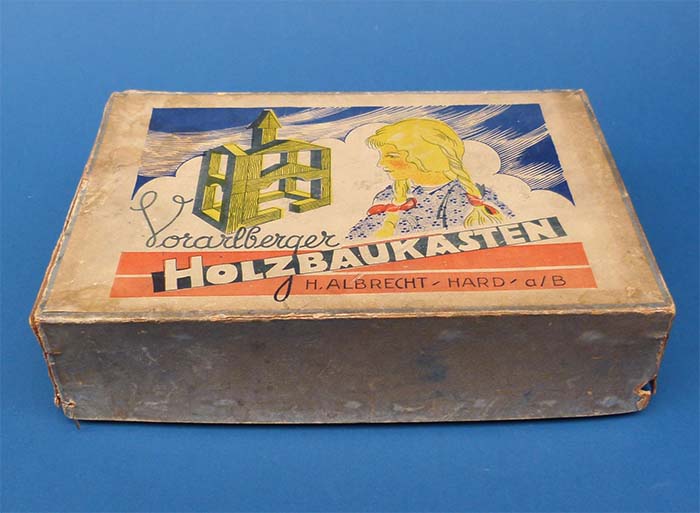 Vorarlberger
HOLZBAUKASTEN
H. ALBRECHT - HARD - a/B